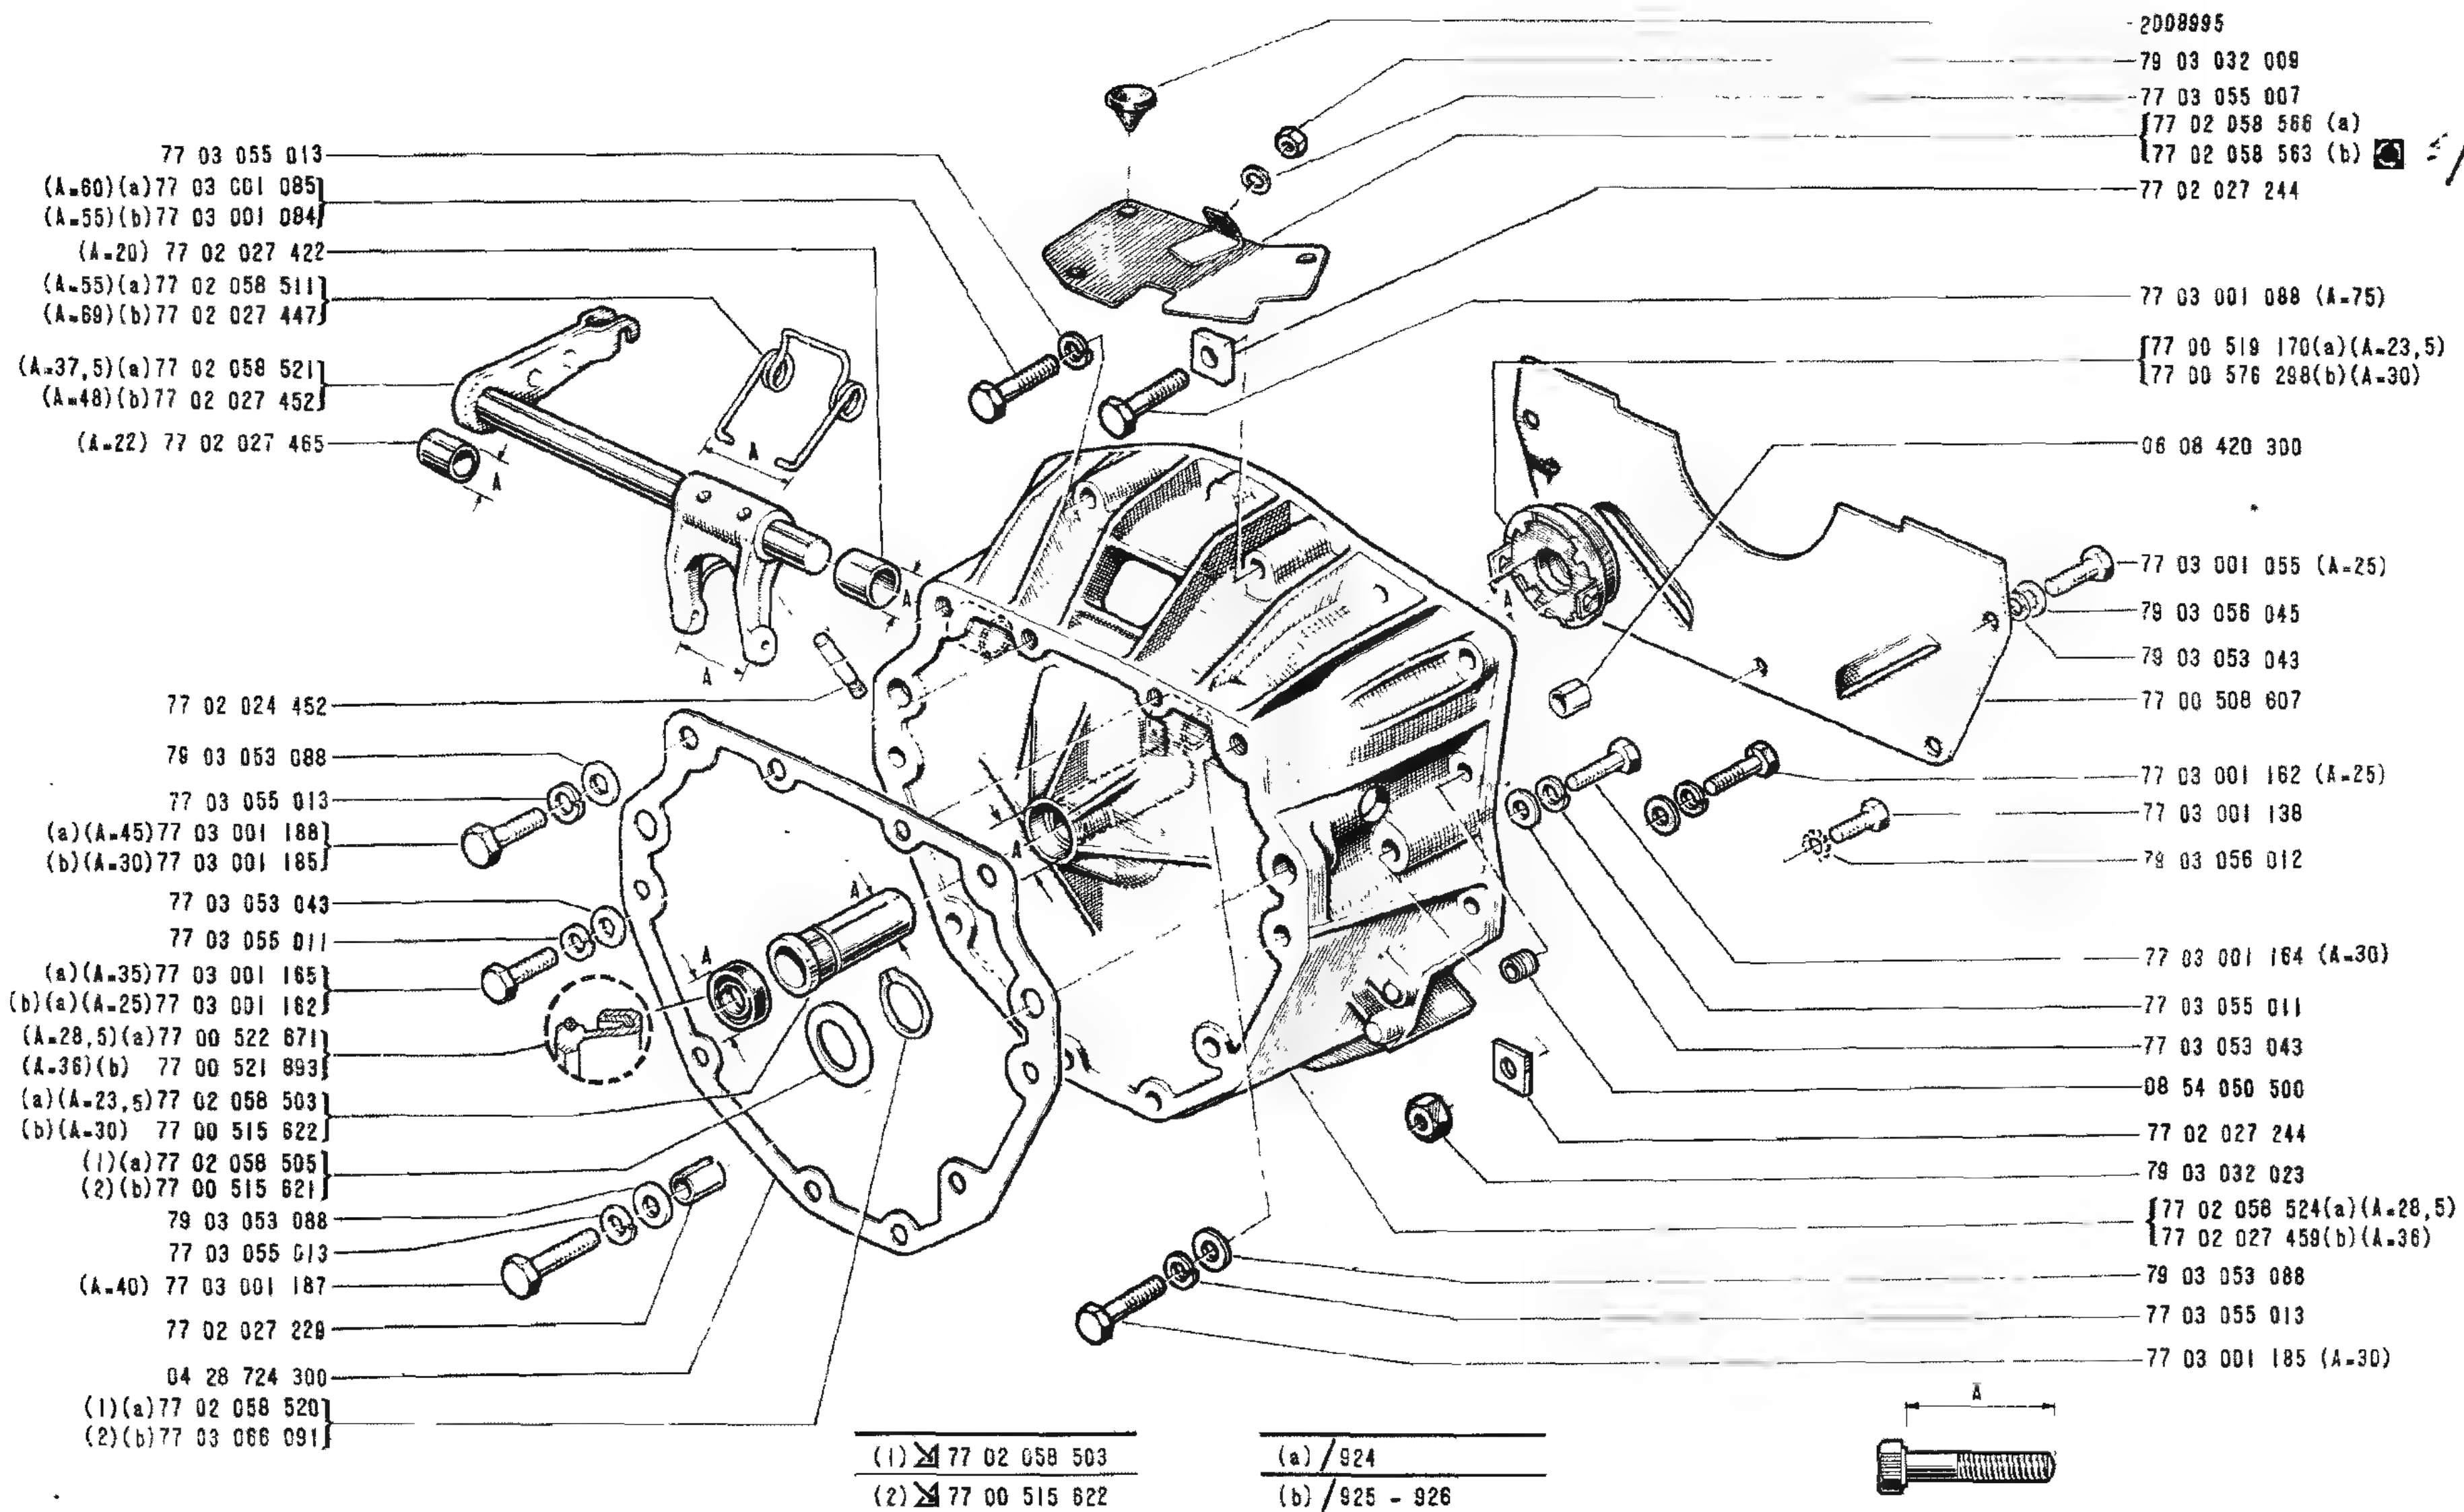 77 03 055 013
(A=60)(a)77 03 001 085
(A=55)(b)77 03 001 084
(A=20) 77 02 027 422
(A=55)(a)77 02 058 511
(A=69)(b)77 02 027 447
(A=37,5)(a)77 02 058 521
(A=48)(b)77 02 027 452
(A=22) 77 02 027 465
77 02 024 452
79 03 053 088
77 03 055 013
(a)(A=45)77 03 001 188
(b)(A=30)77 03 001 185
77 03 053 043
77 03 055 011
(a)(A=35)77 03 001 165
(b)(a)(A=25)77 03 001 162
(A=28,5)(a)77 00 522 671
(A=36)(b) 77 00 521 893
(a)(A=23,5)77 02 058 503
(b)(A=30) 77 00 515 622
(1)(a)77 02 058 505
(2)(b)77 00 515 621
79 03 053 088
77 03 055 013
(A=40) 77 03 001 187
77 02 027 229
04 28 724 300
(1)(a)77 02 058 520
(2)(b)77 03 066 091
A
A
A
A
A
A
A
A
2008995
79 03 032 009
77 03 055 007
77 02 058 566 (a)
77 02 058 563 (b)
77 02 027 244
77 03 001 088 (A=75)
77 00 519 170(a)(A=23,5)
77 00 576 298(b)(A=30)
06 08 420 300
77 03 001 055 (A=25)
79 03 056 045
79 03 053 043
77 00 508 607
77 03 001 162 (A=25)
77 03 001 138
79 03 056 012
77 03 001 164 (A=30)
77 03 055 011
77 03 053 043
08 54 050 500
77 02 027 244
79 03 032 023
77 02 058 524(a)(A=28,5)
77 02 027 459(b)(A=36)
79 03 053 088
77 03 055 013
77 03 001 185 (A=30)
A
(1) 77 02 058 503
(2) 77 00 515 622
(a) /924
(b) /925 - 926